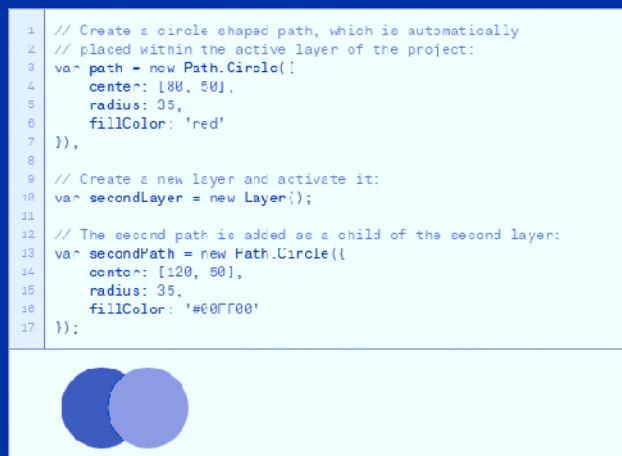 1 // Create a circle shaped path, which is automatically
2 // placed within the active layer of the project:
3 var path = new Path.Circle({
4 center: [80, 50],
5 radius: 35,
6 fillColor: 'red'
7 });
8
9 // Create a new layer and activate it:
10 var secondLayer = new Layer();
11
12 // The second path is added as a child of the second layer:
13 var secondPath = new Path.Circle({
14 center: [120, 50],
15 radius: 35,
16 fillColor: '#00FF00'
17 });